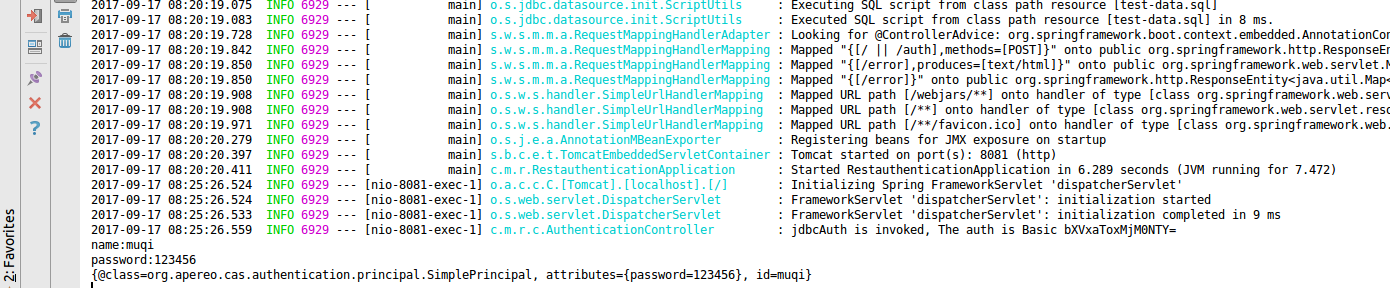 2017-09-17 08:20:19.075 INFO 6929 --- [ main] o.s.jdbc.datasource.init.ScriptUtils : Executing SQL script from class path resource [test-data.sql]
2017-09-17 08:20:19.083 INFO 6929 --- [ main] o.s.jdbc.datasource.init.ScriptUtils : Executed SQL script from class path resource [test-data.sql] in 8 ms.
2017-09-17 08:20:19.728 INFO 6929 --- [ main] s.w.s.m.m.a.RequestMappingHandlerAdapter : Looking for @ControllerAdvice: org.springframework.boot.context.embedded.AnnotationCon
2017-09-17 08:20:19.842 INFO 6929 --- [ main] s.w.s.m.m.a.RequestMappingHandlerMapping : Mapped "{[/ || /auth],methods=[POST]}" onto public org.springframework.http.ResponseEn
2017-09-17 08:20:19.850 INFO 6929 --- [ main] s.w.s.m.m.a.RequestMappingHandlerMapping : Mapped "{[/error],produces=[text/html]}" onto public org.springframework.web.servlet.M
2017-09-17 08:20:19.850 INFO 6929 --- [ main] s.w.s.m.m.a.RequestMappingHandlerMapping : Mapped "{[/error]}" onto public org.springframework.http.ResponseEntity<java.util.Map<
2017-09-17 08:20:19.908 INFO 6929 --- [ main] o.s.w.s.handler.SimpleUrlHandlerMapping : Mapped URL path [/webjars/**] onto handler of type [class org.springframework.web.serv
2017-09-17 08:20:19.908 INFO 6929 --- [ main] o.s.w.s.handler.SimpleUrlHandlerMapping : Mapped URL path [/**] onto handler of type [class org.springframework.web.servlet.reso
2017-09-17 08:20:19.971 INFO 6929 --- [ main] o.s.w.s.handler.SimpleUrlHandlerMapping : Mapped URL path [/**/favicon.ico] onto handler of type [class org.springframework.web.
2017-09-17 08:20:20.279 INFO 6929 --- [ main] o.s.j.e.a.AnnotationMBeanExporter : Registering beans for JMX exposure on startup
2017-09-17 08:20:20.397 INFO 6929 --- [ main] s.b.c.e.t.TomcatEmbeddedServletContainer : Tomcat started on port(s): 8081 (http)
2017-09-17 08:20:20.411 INFO 6929 --- [ main] c.m.r.RestauthenticationApplication : Started RestauthenticationApplication in 6.289 seconds (JVM running for 7.472)
2017-09-17 08:25:26.524 INFO 6929 --- [nio-8081-exec-1] o.a.c.c.C.[Tomcat].[localhost].[/] : Initializing Spring FrameworkServlet 'dispatcherServlet'
2017-09-17 08:25:26.524 INFO 6929 --- [nio-8081-exec-1] o.s.web.servlet.DispatcherServlet : FrameworkServlet 'dispatcherServlet': initialization started
2017-09-17 08:25:26.533 INFO 6929 --- [nio-8081-exec-1] o.s.web.servlet.DispatcherServlet : FrameworkServlet 'dispatcherServlet': initialization completed in 9 ms
2017-09-17 08:25:26.559 INFO 6929 --- [nio-8081-exec-1] c.m.r.c.AuthenticationController : jdbcAuth is invoked, The auth is Basic bXVxaToxMjM0NTY=
name:muqi
password:123456
{@class=org.apereo.cas.authentication.principal.SimplePrincipal, attributes={password=123456}, id=muqi}
2: Favorites